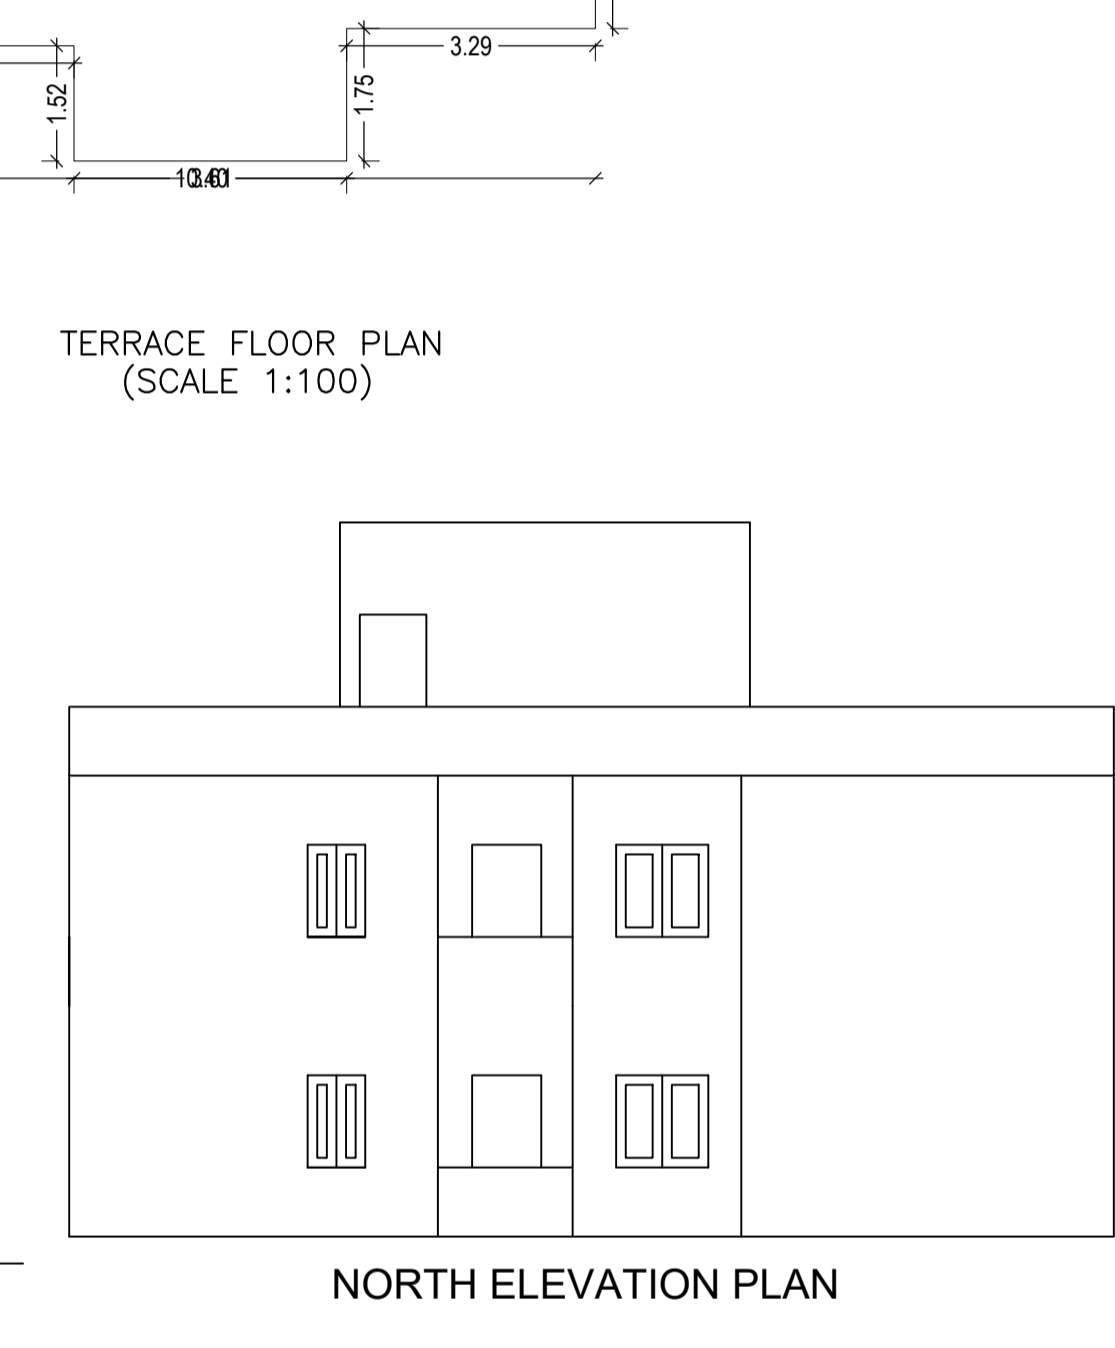 3.29
1.52
1.75
TERRACE FLOOR PLAN
(SCALE 1:100)
NORTH ELEVATION PLAN